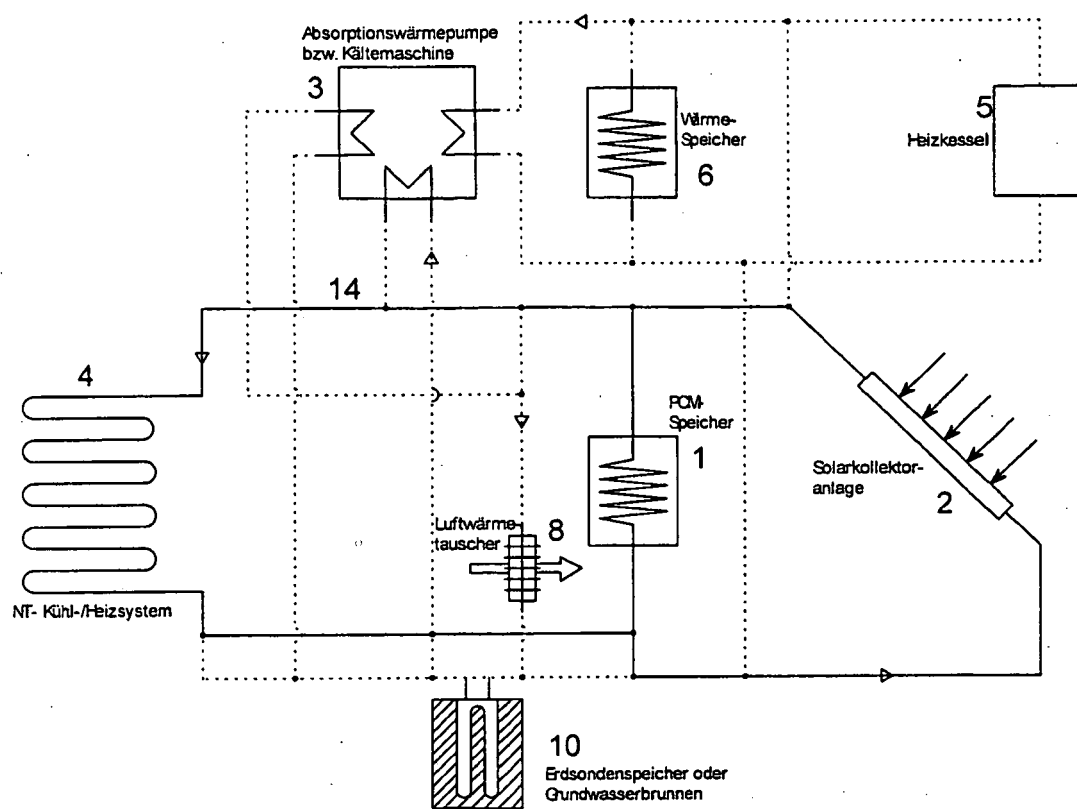 Absorptionswärmepumpe
bzw. Kältemaschine
3
Wärme-
Speicher
6
5
Heizkessel
14
4
PCM-
Speicher
1
Solarkollektor-
anlage
2
Luftwärme-
tauscher
8
NT- Kühl-/Heizsystem
10
Erdsondenspeicher oder
Grundwasserbrunnen